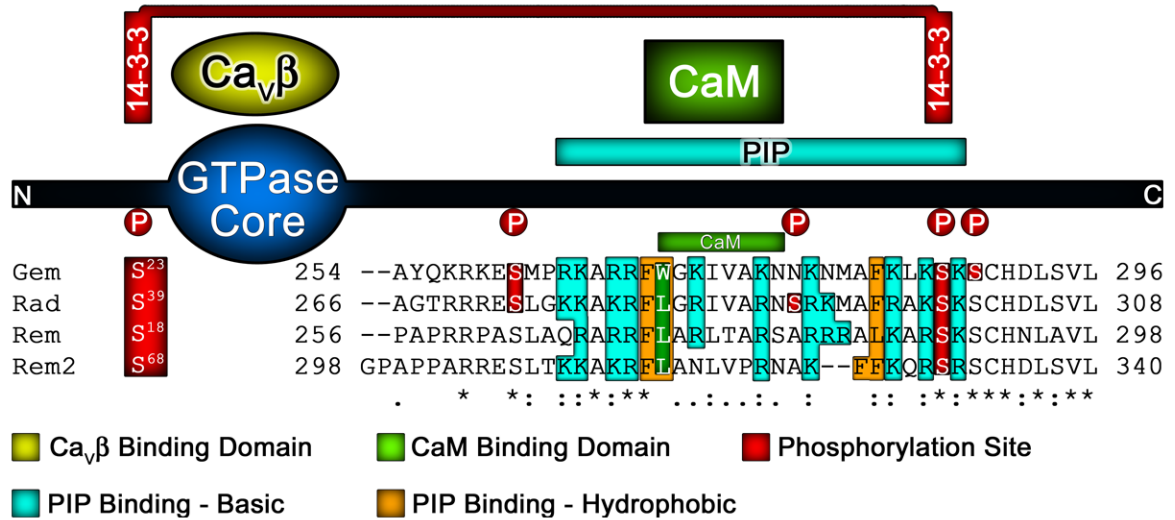 14-3-3
Caᵥβ
CaM
14-3-3
PIP
N
GTPase
Core
C
P
P
P
P
P
CaM
Gem S²³ 254 --AYQKRKESMPRKARRFWGKIVAKNNKNMAFKLKSKSCHDLSVL 296
Rad S³⁹ 266 --AGTRRRESLGKKAKRFLGRIVARNSRKMAFRAKSKSCHDLSVL 308
Rem S¹⁸ 256 --PAPRRPASLAQRARRFLARLTARSARRRALKARSKSCHNLAVL 298
Rem2 S⁶⁸ 298 GPAPPARRESLTKKAKRFLANLVPRNAK--FFKQRSRSCHDLSVL 340
. * *: ::*:** ..::.:. : :: :*:***:*:**
Caᵥβ Binding Domain
CaM Binding Domain
Phosphorylation Site
PIP Binding - Basic
PIP Binding - Hydrophobic